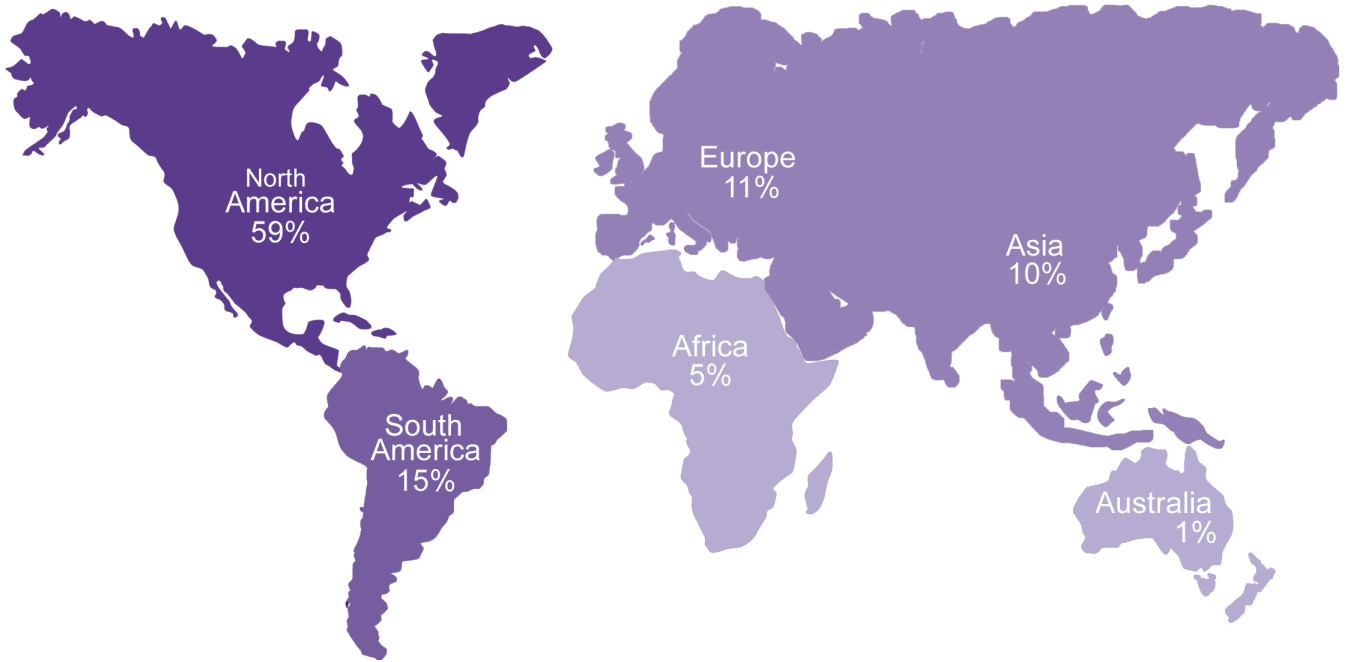 North
America
59%
South
America
15%
Europe
11%
Asia
10%
Africa
5%
Australia
1%